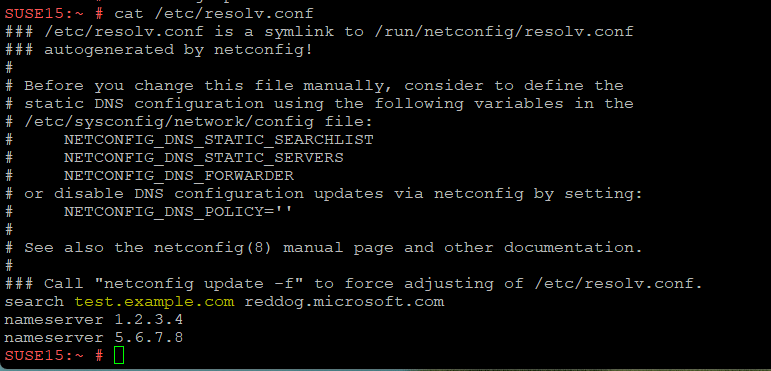 SUSE15:~ # cat /etc/resolv.conf
### /etc/resolv.conf is a symlink to /run/netconfig/resolv.conf
### autogenerated by netconfig!
#
# Before you change this file manually, consider to define the
# static DNS configuration using the following variables in the
# /etc/sysconfig/network/config file:
#     NETCONFIG_DNS_STATIC_SEARCHLIST
#     NETCONFIG_DNS_STATIC_SERVERS
#     NETCONFIG_DNS_FORWARDER
# or disable DNS configuration updates via netconfig by setting:
#     NETCONFIG_DNS_POLICY=''
#
# See also the netconfig(8) manual page and other documentation.
#
### Call "netconfig update -f" to force adjusting of /etc/resolv.conf.
search test.example.com reddog.microsoft.com
nameserver 1.2.3.4
nameserver 5.6.7.8
SUSE15:~ #